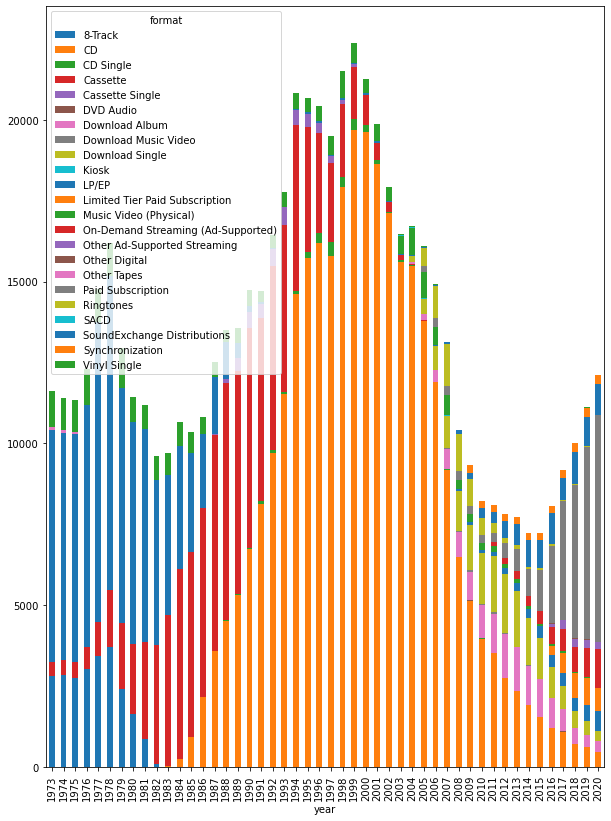 format
8-Track
CD
CD Single
Cassette
Cassette Single
DVD Audio
Download Album
Download Music Video
Download Single
Kiosk
LP/EP
Limited Tier Paid Subscription
Music Video (Physical)
On-Demand Streaming (Ad-Supported)
Other Ad-Supported Streaming
Other Digital
Other Tapes
Paid Subscription
Ringtones
SACD
SoundExchange Distributions
Synchronization
Vinyl Single
20000
15000
10000
5000
0
1973
1974
1975
1976
1977
1978
1979
1980
1981
1982
1983
1984
1985
1986
1987
1988
1989
1990
1991
1992
1993
1994
1995
1996
1997
1998
1999
2000
2001
2002
2003
2004
2005
2006
2007
2008
2009
2010
2011
2012
2013
2014
2015
2016
2017
2018
2019
2020
year